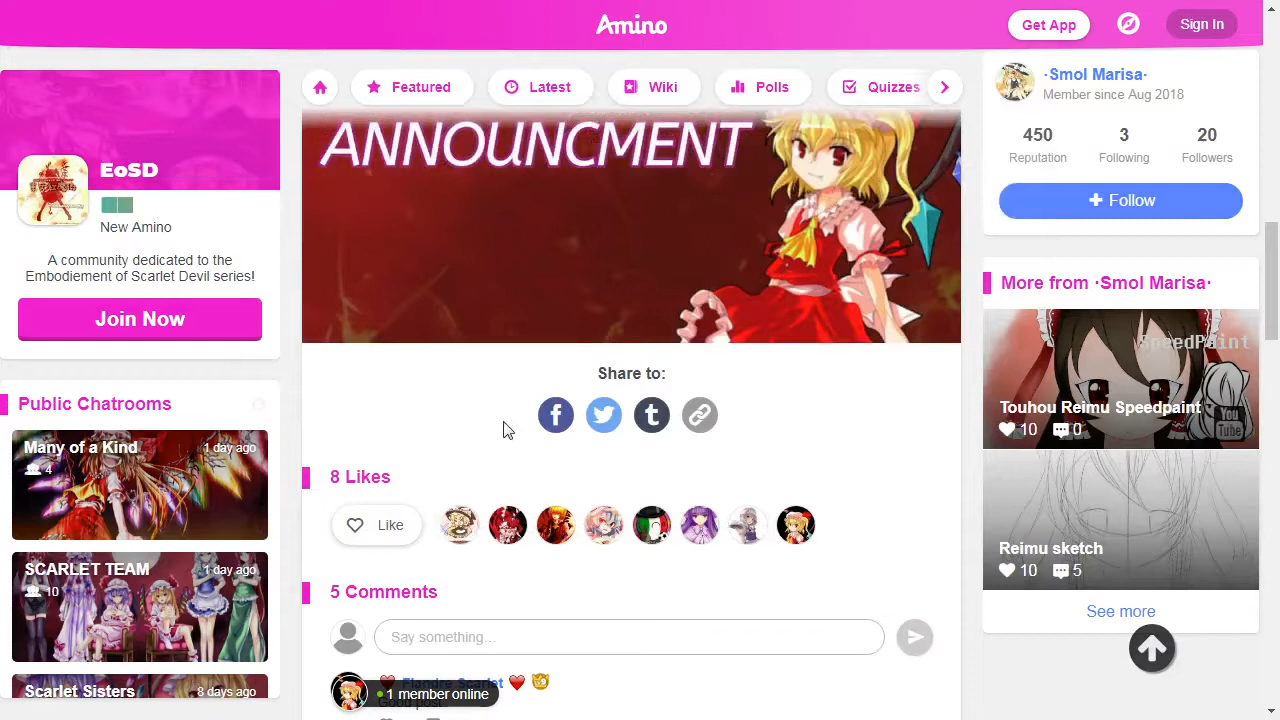 Amino
Get App
Sign In
Featured
Latest
Wiki
Polls
Quizzes
EoSD
New Amino
A community dedicated to the
Embodiement of Scarlet Devil series!
Join Now
Public Chatrooms
Many of a Kind
1 day ago
4
SCARLET TEAM
1 day ago
10
Scarlet Sisters
8 days ago
ANNOUNCMENT
Share to:
8 Likes
Like
5 Comments
Say something...
Flandre Scarlet
1 member online
·Smol Marisa·
Member since Aug 2018
450
Reputation
3
Following
20
Followers
Follow
More from ·Smol Marisa·
SpeedPaint
You
Tube
Touhou Reimu Speedpaint
10
0
Reimu sketch
10
5
See more